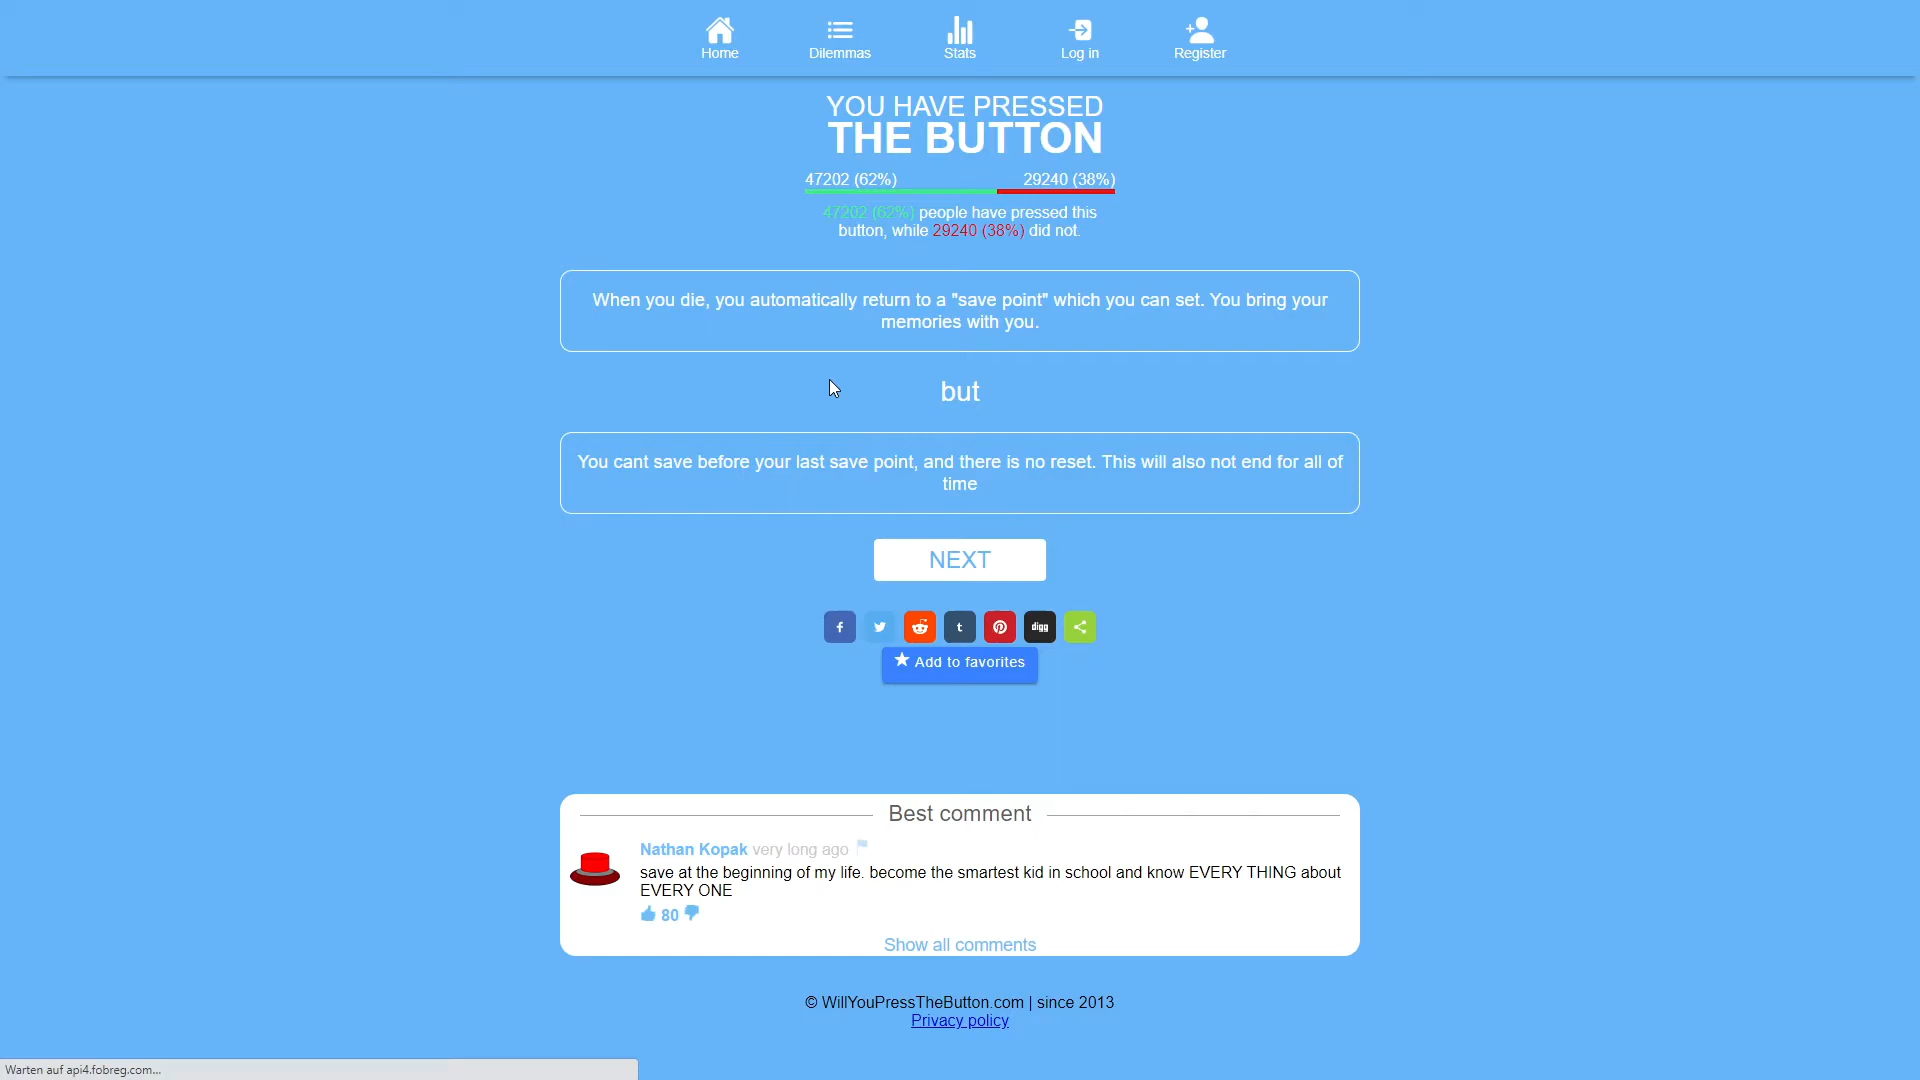 Home
Dilemmas
Stats
Log in
Register
YOU HAVE PRESSED
THE BUTTON
47202 (62%)
29240 (38%)
47202 (62%) people have pressed this
button, while 29240 (38%) did not.
When you die, you automatically return to a "save point" which you can set. You bring your
memories with you.
but
You cant save before your last save point, and there is no reset. This will also not end for all of
time
NEXT
f
t
digg
Add to favorites
Best comment
Nathan Kopak very long ago
save at the beginning of my life. become the smartest kid in school and know EVERY THING about
EVERY ONE
80
Show all comments
© WillYouPressTheButton.com | since 2013
Privacy policy
Warten auf api4.fobreg.com...